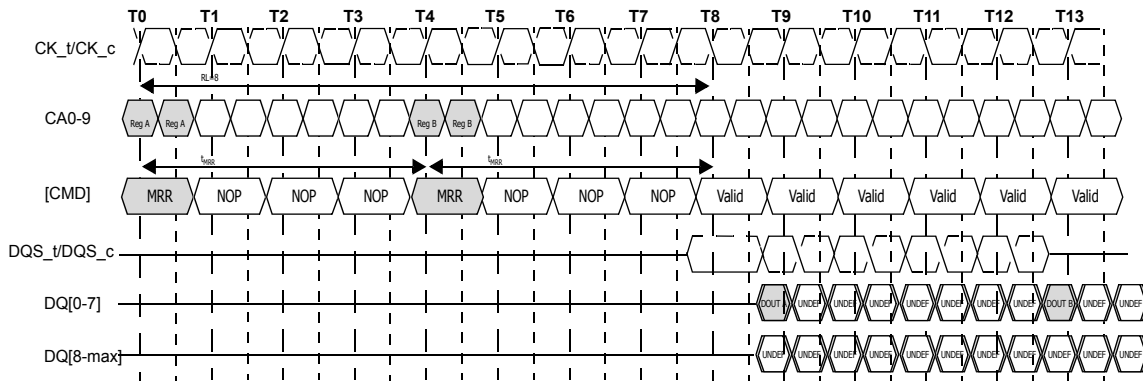 T0 T1 T2 T3 T4 T5 T6 T7 T8 T9 T10 T11 T12 T13
CK_t/CK_c
RL=8
CA0-9 Reg A Reg A Reg B Reg B
tMRR tMRR
[CMD] MRR NOP NOP NOP MRR NOP NOP NOP Valid Valid Valid Valid Valid Valid
DQS_t/DQS_c
DQ[0-7] DOUT A UNDEF UNDEF UNDEF UNDEF UNDEF UNDEF UNDEF DOUT B UNDEF UNDEF
DQ[8-max] UNDEF UNDEF UNDEF UNDEF UNDEF UNDEF UNDEF UNDEF UNDEF UNDEF UNDEF